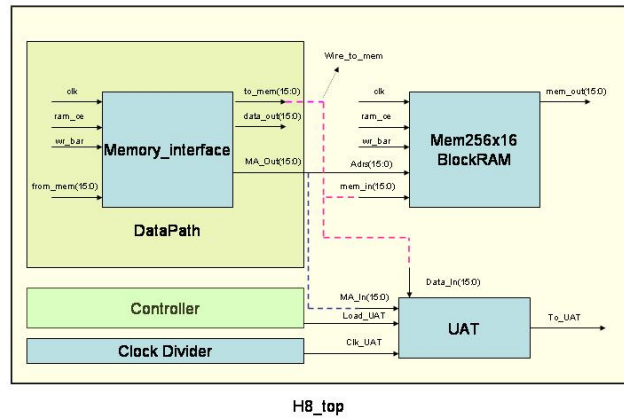 Wire_to_mem
clk
to_mem(15:0)
clk
mem_out(15:0)
ram_ce
data_out(15:0)
ram_ce
wr_bar
Memory_interface
wr_bar
Mem256x16
BlockRAM
MA_Out(15:0)
Adrs(15:0)
from_mem(15:0)
mem_in(15:0)
DataPath
Data_In(15:0)
Controller
MA_In(15:0)
Load_UAT
UAT
To_UAT
Clock Divider
Clk_UAT
H8_top